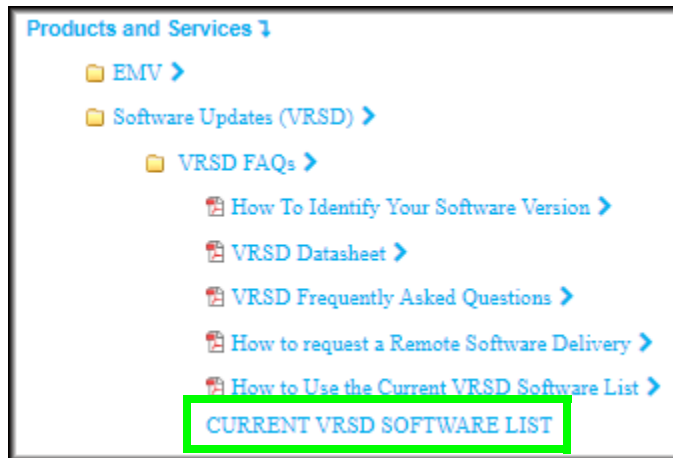 Products and Services
EMV
Software Updates (VRSD)
VRSD FAQs
How To Identify Your Software Version
VRSD Datasheet
VRSD Frequently Asked Questions
How to request a Remote Software Delivery
How to Use the Current VRSD Software List
CURRENT VRSD SOFTWARE LIST